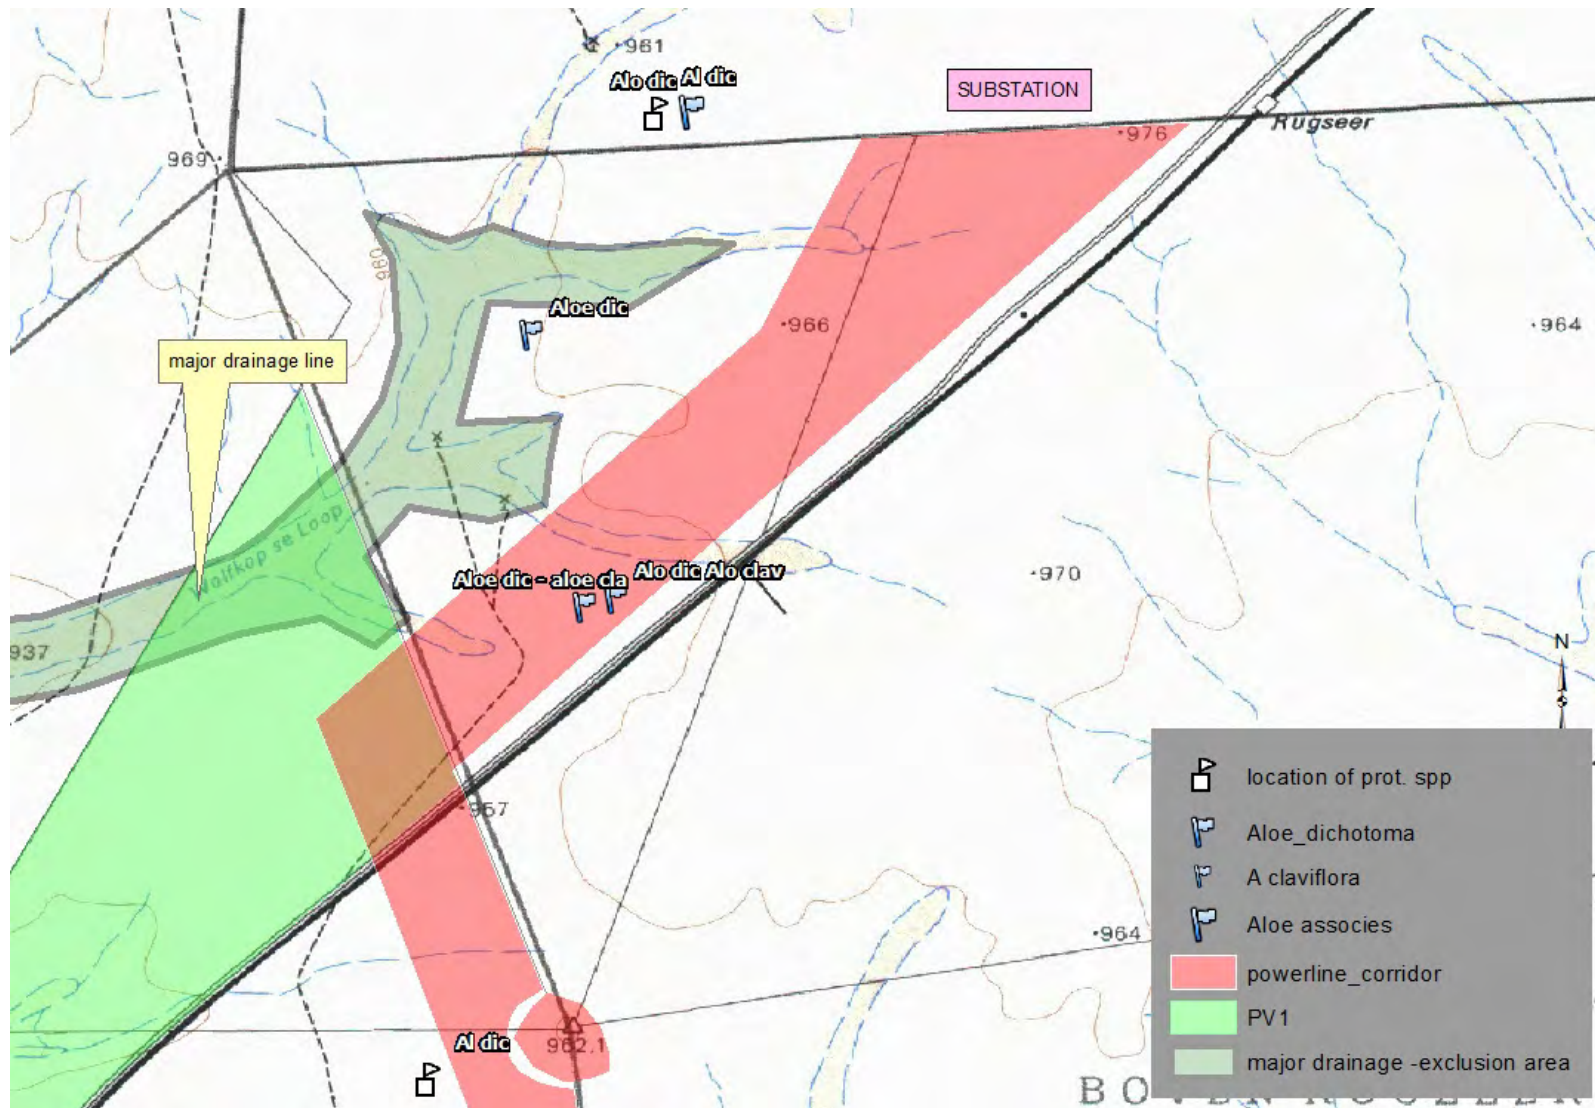 961
Alo dic Al dic
SUBSTATION
976
Rugseer
969
960
Aloe dic
966
964
major drainage line
Wolfkop se Loop
Aloe dic - aloe cla
Alo dic Alo clav
970
937
N
967
location of prot. spp
Aloe_dichotoma
A claviflora
Aloe associes
964
powerline_corridor
PV1
Al dic
962.1
major drainage -exclusion area